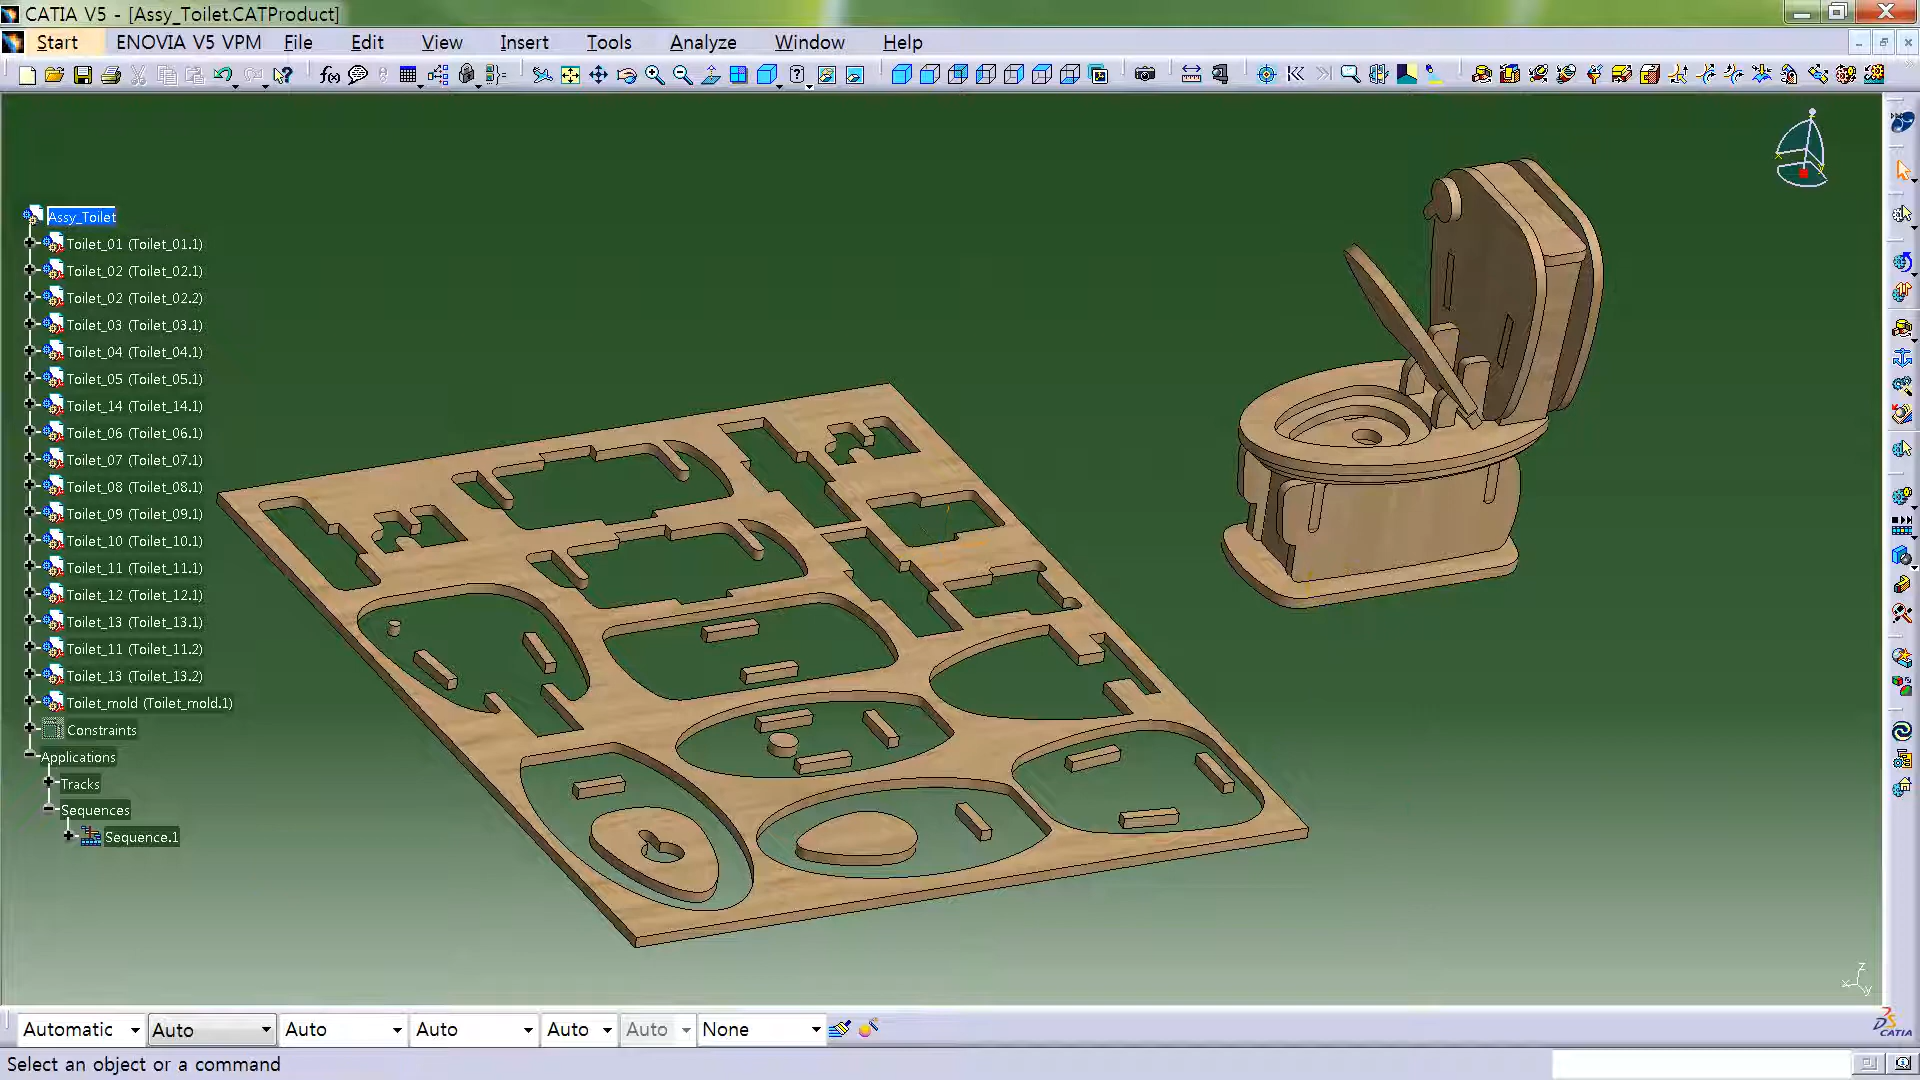 CATIA V5 - [Assy_Toilet.CATProduct]
Start ENOVIA V5 VPM File Edit View Insert Tools Analyze Window Help
Assy_Toilet
Toilet_01 (Toilet_01.1)
Toilet_02 (Toilet_02.1)
Toilet_02 (Toilet_02.2)
Toilet_03 (Toilet_03.1)
Toilet_04 (Toilet_04.1)
Toilet_05 (Toilet_05.1)
Toilet_14 (Toilet_14.1)
Toilet_06 (Toilet_06.1)
Toilet_07 (Toilet_07.1)
Toilet_08 (Toilet_08.1)
Toilet_09 (Toilet_09.1)
Toilet_10 (Toilet_10.1)
Toilet_11 (Toilet_11.1)
Toilet_12 (Toilet_12.1)
Toilet_13 (Toilet_13.1)
Toilet_11 (Toilet_11.2)
Toilet_13 (Toilet_13.2)
Toilet_mold (Toilet_mold.1)
Constraints
Applications
Tracks
Sequences
Sequence.1
z
x
y
Automatic Auto Auto Auto Auto Auto None
CATIA
Select an object or a command